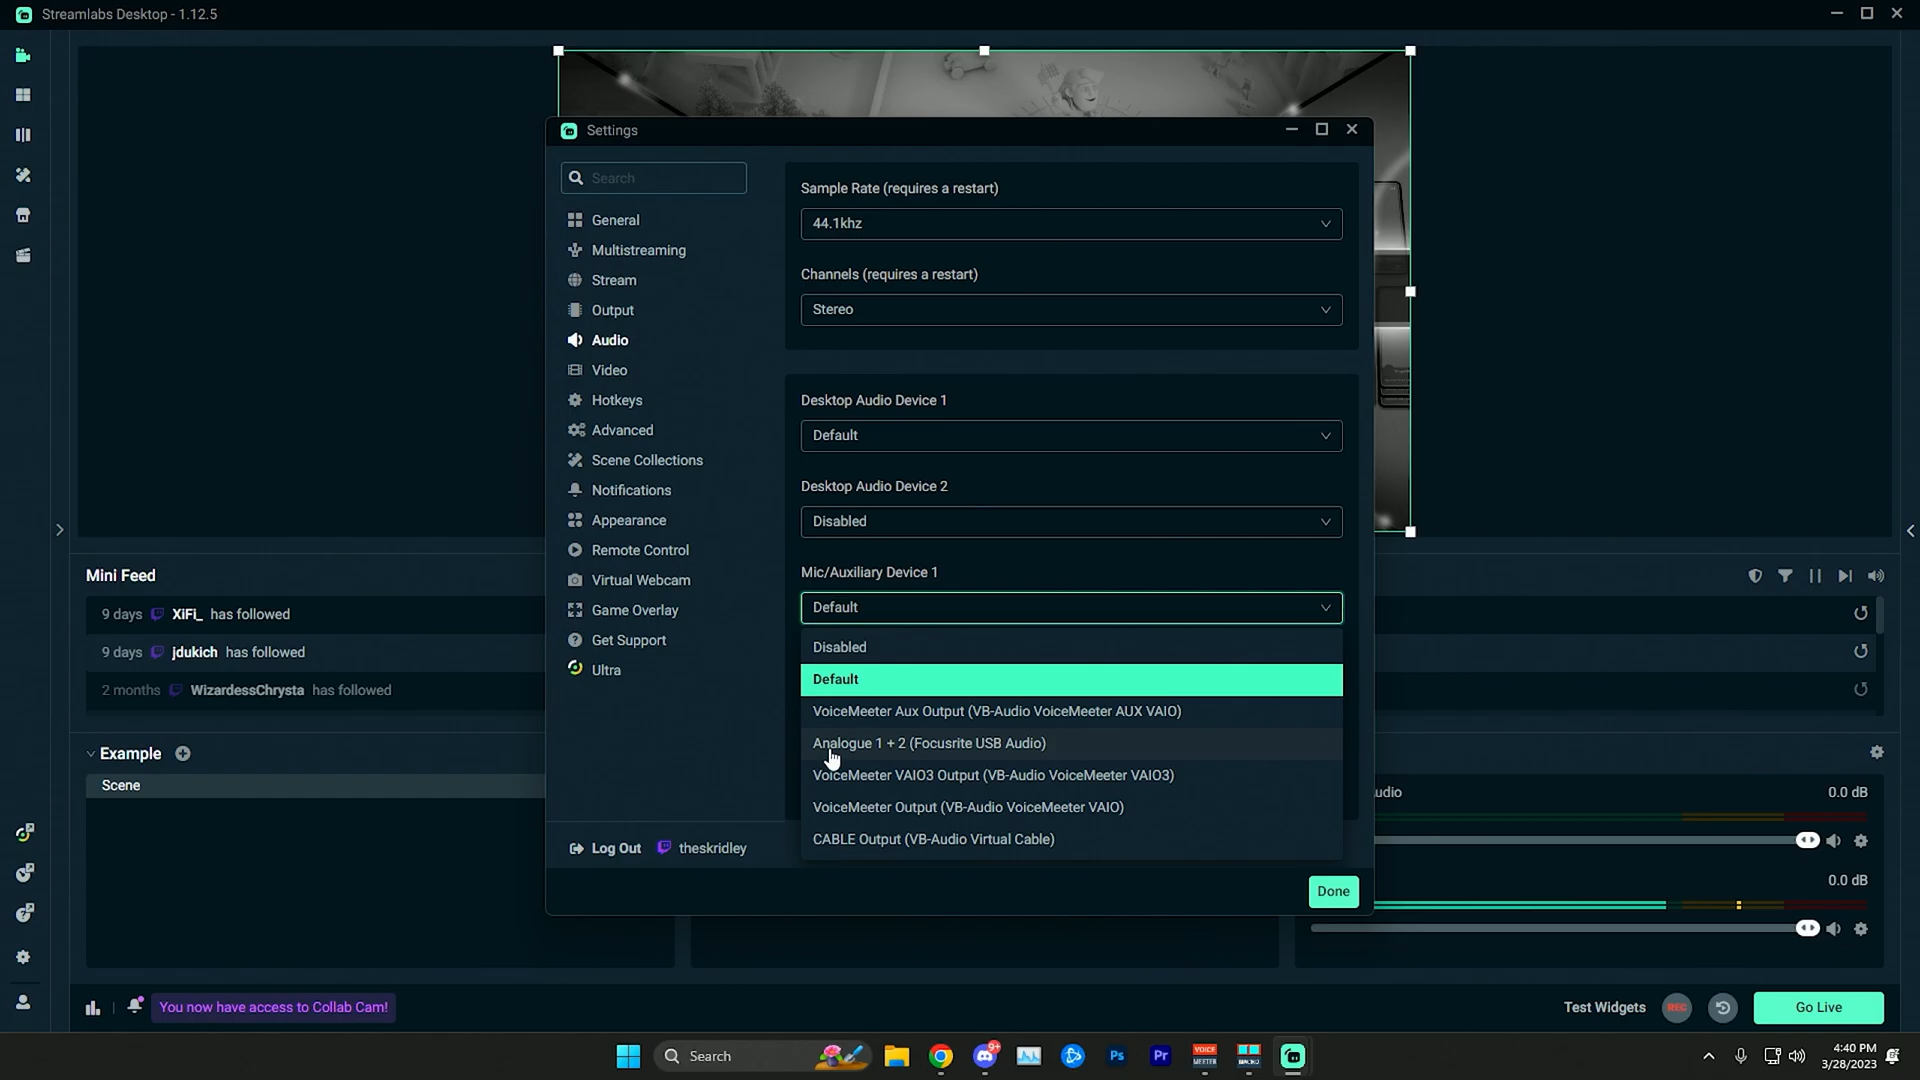 Streamlabs Desktop - 1.12.5
Settings
Search
General
Multistreaming
Stream
Output
Audio
Video
Hotkeys
Advanced
Scene Collections
Notifications
Appearance
Remote Control
Virtual Webcam
Game Overlay
Get Support
Ultra
Log Out theskridley
Sample Rate (requires a restart)
44.1khz
Channels (requires a restart)
Stereo
Desktop Audio Device 1
Default
Desktop Audio Device 2
Disabled
Mic/Auxiliary Device 1
Default
Disabled
Default
VoiceMeeter Aux Output (VB-Audio VoiceMeeter AUX VAIO)
Analogue 1 + 2 (Focusrite USB Audio)
VoiceMeeter VAIO3 Output (VB-Audio VoiceMeeter VAIO3)
VoiceMeeter Output (VB-Audio VoiceMeeter VAIO)
CABLE Output (VB-Audio Virtual Cable)
Done
Mini Feed
9 days XiFi_ has followed
9 days jdukich has followed
2 months WizardessChrysta has followed
Example
Scene
udio 0.0 dB
0.0 dB
You now have access to Collab Cam!
Test Widgets REC Go Live
Search
9+
Ps
Pr
VOICE
MEETER
MACRO
4:40 PM
3/28/2023